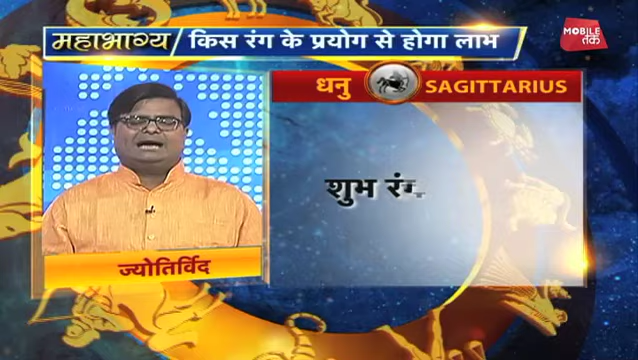 महाभाग्य किस रंग के प्रयोग से होगा लाभ
MOBILE
तक
धनु SAGITTARIUS
शुभ रंग
ज्योतिर्विद